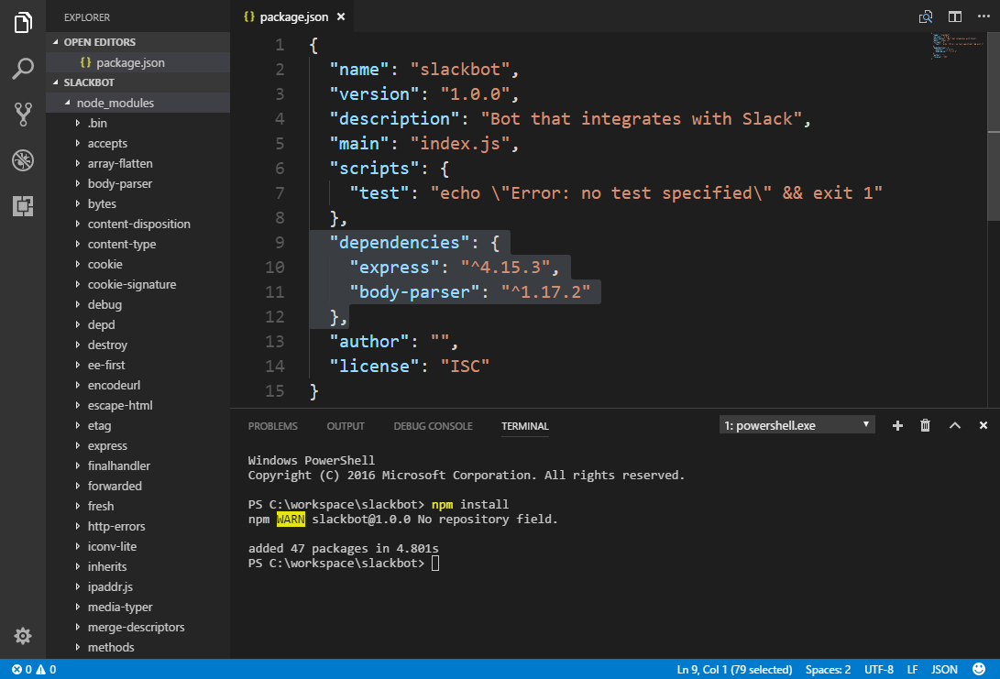 EXPLORER
OPEN EDITORS
{} package.json
SLACKBOT
node_modules
.bin
accepts
array-flatten
body-parser
bytes
content-disposition
content-type
cookie
cookie-signature
debug
depd
destroy
ee-first
encodeurl
escape-html
etag
express
finalhandler
forwarded
fresh
http-errors
iconv-lite
inherits
ipaddr.js
media-typer
merge-descriptors
methods
{} package.json ×
1 {
2 "name": "slackbot",
3 "version": "1.0.0",
4 "description": "Bot that integrates with Slack",
5 "main": "index.js",
6 "scripts": {
7 "test": "echo \"Error: no test specified\" && exit 1"
8 },
9 "dependencies": {
10 "express": "^4.15.3",
11 "body-parser": "^1.17.2"
12 },
13 "author": "",
14 "license": "ISC"
15 }
PROBLEMS OUTPUT DEBUG CONSOLE TERMINAL 1: powershell.exe
Windows PowerShell
Copyright (C) 2016 Microsoft Corporation. All rights reserved.
PS C:\workspace\slackbot> npm install
npm WARN slackbot@1.0.0 No repository field.
added 47 packages in 4.801s
PS C:\workspace\slackbot>
0 0 Ln 9, Col 1 (79 selected) Spaces: 2 UTF-8 LF JSON